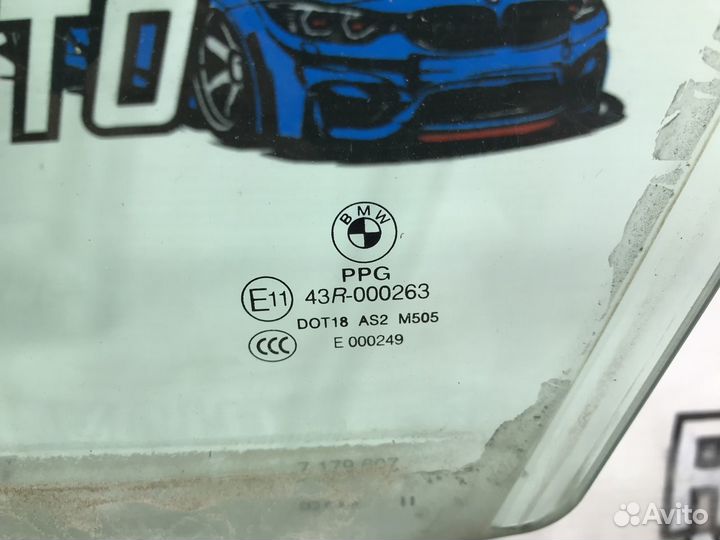 TO
BMW
PPG
E11 43R-000263
DOT18 AS2 M505
CCC E 000249
Avito